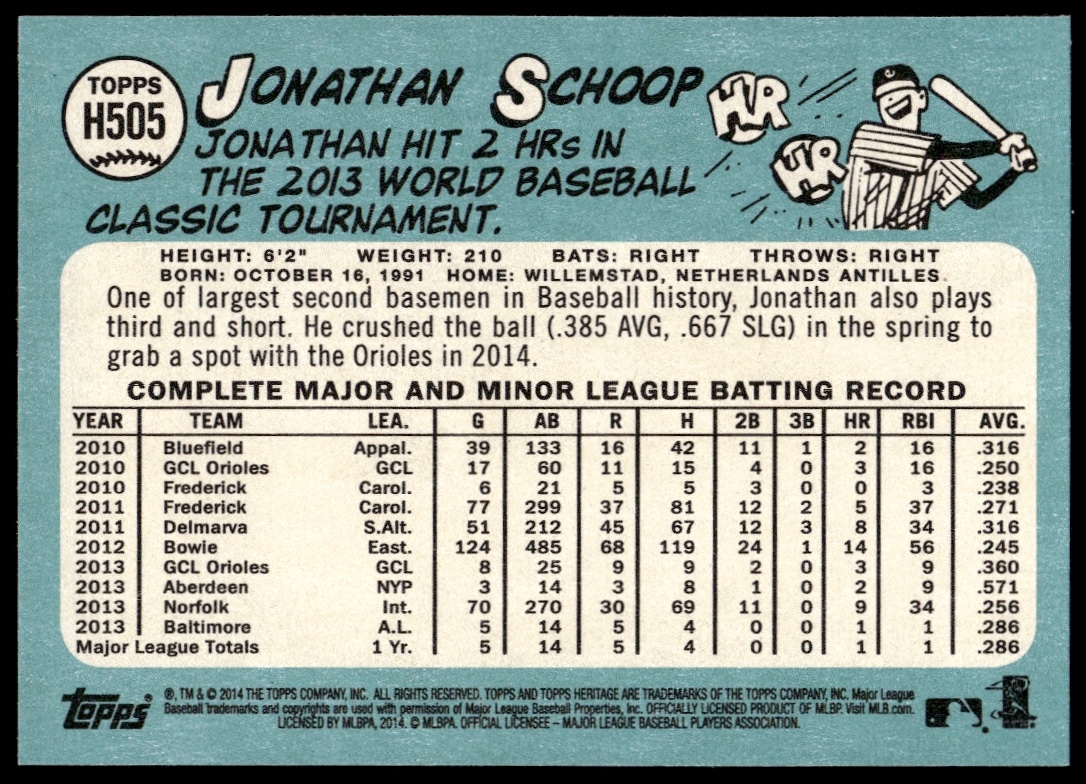 TOPPS
H505
JONATHAN SCHOOP
JONATHAN HIT 2 HRs IN
THE 2013 WORLD BASEBALL
CLASSIC TOURNAMENT.
HR
HR
e
HEIGHT: 6'2" WEIGHT: 210 BATS: RIGHT THROWS: RIGHT
BORN: OCTOBER 16, 1991 HOME: WILLEMSTAD, NETHERLANDS ANTILLES
One of largest second basemen in Baseball history, Jonathan also plays
third and short. He crushed the ball (.385 AVG, .667 SLG) in the spring to
grab a spot with the Orioles in 2014.
COMPLETE MAJOR AND MINOR LEAGUE BATTING RECORD
YEAR TEAM LEA. G AB R H 2B 3B HR RBI AVG.
2010 Bluefield Appal. 39 133 16 42 11 1 2 16 .316
2010 GCL Orioles GCL 17 60 11 15 4 0 3 16 .250
2010 Frederick Carol. 6 21 5 5 3 0 0 3 .238
2011 Frederick Carol. 77 299 37 81 12 2 5 37 .271
2011 Delmarva S.Atl. 51 212 45 67 12 3 8 34 .316
2012 Bowie East. 124 485 68 119 24 1 14 56 .245
2013 GCL Orioles GCL 8 25 9 9 2 0 3 9 .360
2013 Aberdeen NYP 3 14 3 8 1 0 2 9 .571
2013 Norfolk Int. 70 270 30 69 11 0 9 34 .256
2013 Baltimore A.L. 5 14 5 4 0 0 1 1 .286
Major League Totals 1 Yr. 5 14 5 4 0 0 1 1 .286
topps ®, TM & © 2014 THE TOPPS COMPANY, INC. ALL RIGHTS RESERVED. TOPPS AND TOPPS HERITAGE ARE TRADEMARKS OF THE TOPPS COMPANY, INC. Major League
Baseball trademarks and copyrights are used with permission of Major League Baseball Properties, Inc. OFFICIALLY LICENSED PRODUCT OF MLBP. Visit MLB.com.
LICENSED BY MLBPA, 2014. © MLBPA. OFFICIAL LICENSEE – MAJOR LEAGUE BASEBALL PLAYERS ASSOCIATION.